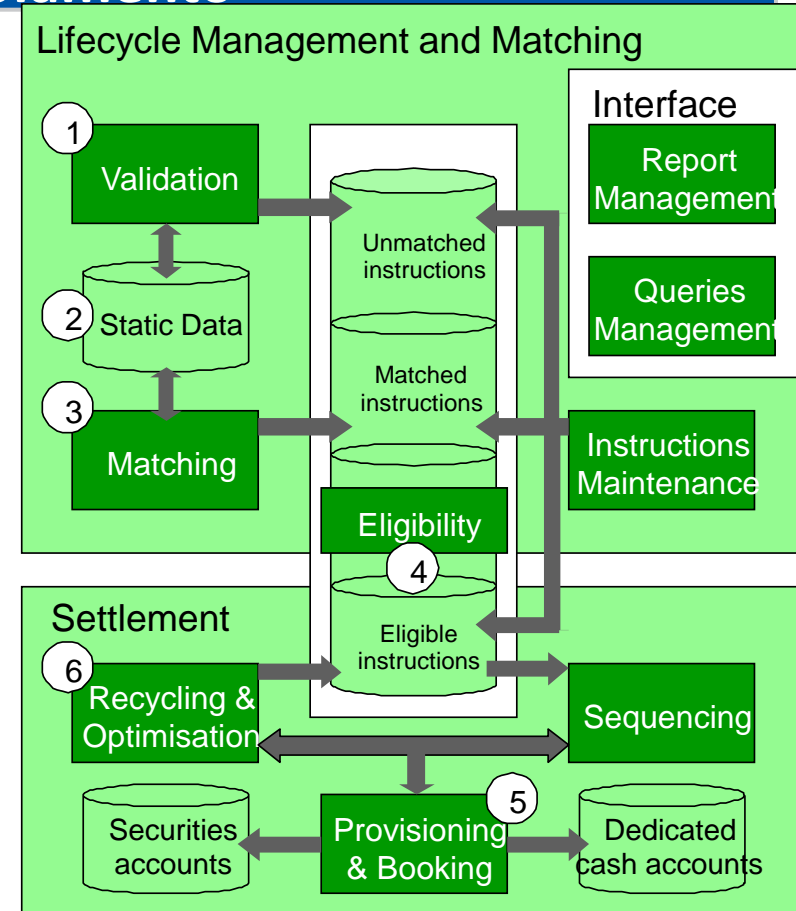 Lifecycle Management and Matching
Interface
1
Validation
Report
Management
Unmatched
instructions
2
Static Data
Queries
Management
3
Matching
Matched
instructions
Instructions
Maintenance
Eligibility
4
Settlement
Eligible
instructions
6
Recycling &
Optimisation
Sequencing
5
Securities
accounts
Provisioning
& Booking
Dedicated
cash accounts